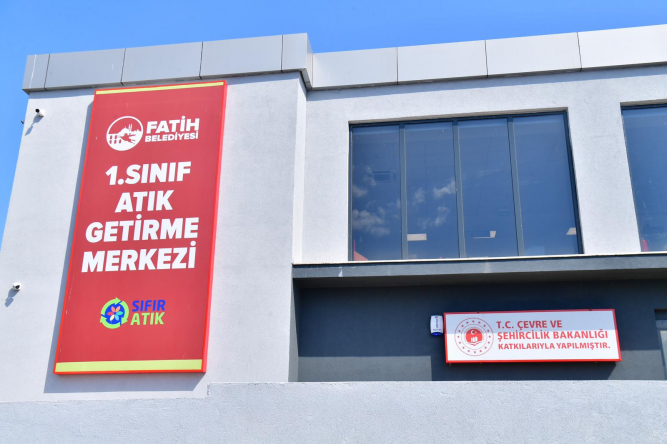 FATİH
BELEDİYESİ
1.SINIF
ATIK
GETİRME
MERKEZİ
SIFIR
ATIK
T.C. ÇEVRE VE
ŞEHİRCİLİK BAKANLIĞI
KATKILARIYLA YAPILMIŞTIR.